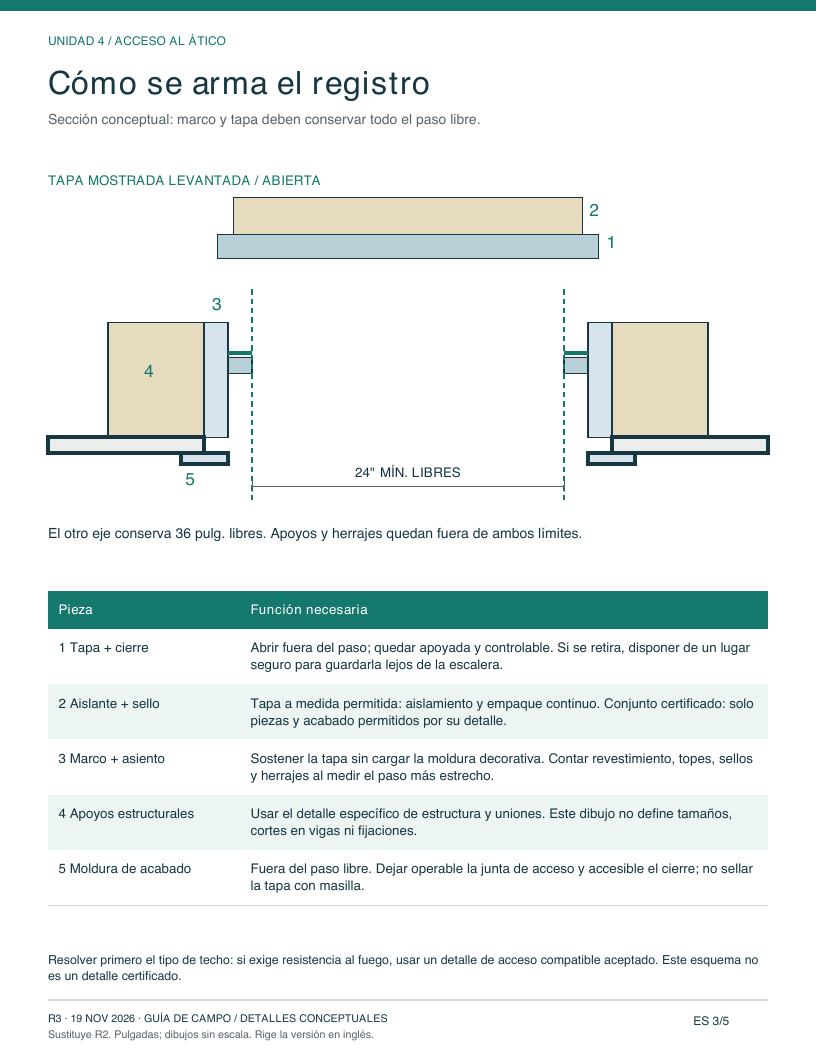 UNIDAD 4 / ACCESO AL ÁTICO
Cómo se arma el registro
Sección conceptual: marco y tapa deben conservar todo el paso libre.
TAPA MOSTRADA LEVANTADA / ABIERTA
2
1
3
4
24" MÍN. LIBRES
5
El otro eje conserva 36 pulg. libres. Apoyos y herrajes quedan fuera de ambos límites.
Pieza Función necesaria
1 Tapa + cierre Abrir fuera del paso; quedar apoyada y controlable. Si se retira, disponer de un lugar
seguro para guardarla lejos de la escalera.
2 Aislante + sello Tapa a medida permitida: aislamiento y empaque continuo. Conjunto certificado: solo
piezas y acabado permitidos por su detalle.
3 Marco + asiento Sostener la tapa sin cargar la moldura decorativa. Contar revestimiento, topes, sellos
y herrajes al medir el paso más estrecho.
4 Apoyos estructurales Usar el detalle específico de estructura y uniones. Este dibujo no define tamaños,
cortes en vigas ni fijaciones.
5 Moldura de acabado Fuera del paso libre. Dejar operable la junta de acceso y accesible el cierre; no sellar
la tapa con masilla.
Resolver primero el tipo de techo: si exige resistencia al fuego, usar un detalle de acceso compatible aceptado. Este esquema no
es un detalle certificado.
R3 · 19 NOV 2026 · GUÍA DE CAMPO / DETALLES CONCEPTUALES
ES 3/5
Sustituye R2. Pulgadas; dibujos sin escala. Rige la versión en inglés.